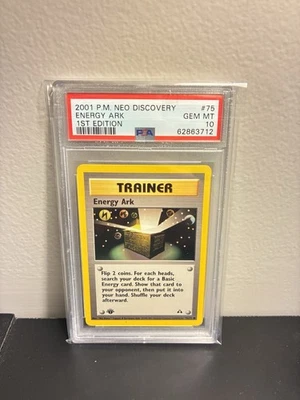 2001 P.M. NEO DISCOVERY #75
ENERGY ARK GEM MT
1ST EDITION 10
PSA 62863712
TRAINER
Energy Ark
Flip 2 coins. For each heads,
search your deck for a Basic
Energy card. Show that card to
your opponent, then put it into
your hand. Shuffle your deck
afterward.